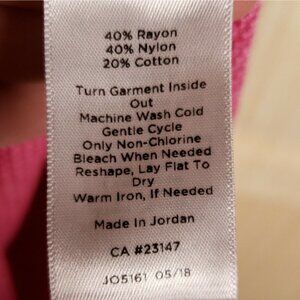 40% Rayon
40% Nylon
20% Cotton
Turn Garment Inside
Out
Machine Wash Cold
Gentle Cycle
Only Non-Chlorine
Bleach When Needed
Reshape, Lay Flat To
Dry
Warm Iron, If Needed
Made In Jordan
CA #23147
JO5161 05/18